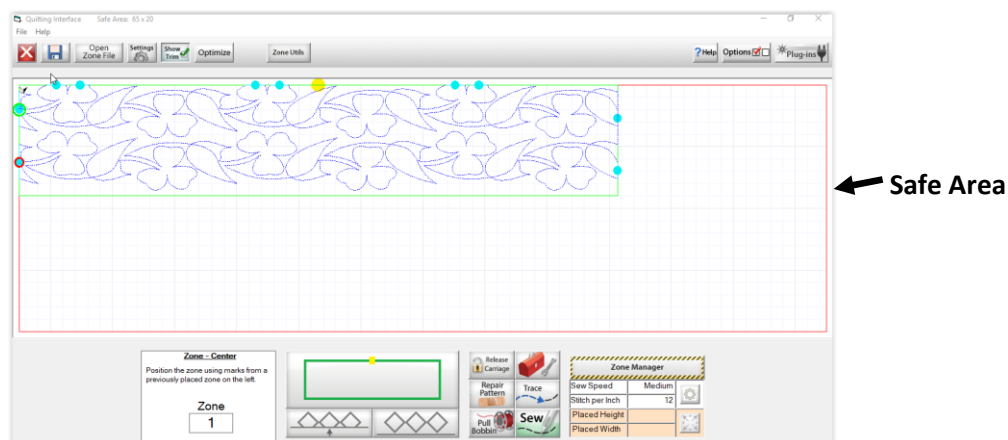 Quilting Interface Safe Area: 65 x 20
File Help
Open Zone File
Settings
Show Trim
Optimize
Zone Utils
?Help
Options
Plug-ins
Safe Area
Zone - Center
Position the zone using marks from a
previously placed zone on the left.
Zone
1
Release
Carriage
Repair
Pattern
Trace
Pull
Bobbin
Sew
Zone Manager
Sew Speed Medium
Stitch per Inch 12
Placed Height
Placed Width